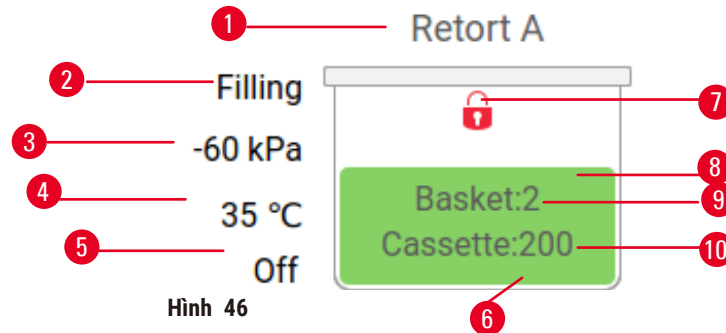 1 Retort A
2 Filling
7
3 -60 kPa
8
4 35 ℃ Basket:2 9
5 Off Cassette:200 10
Hình 46 6